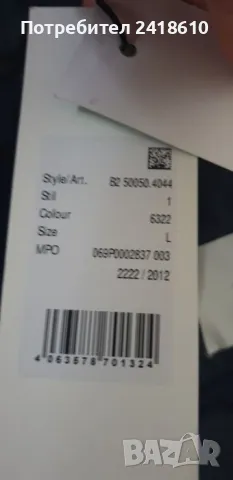 Потребител 2418610
Style/Art. B2 50050.4044
Stil 1
Colour 6322
Size L
MPO 069P0002837 003
2222 / 2012
4 063578 701324
BAZAR